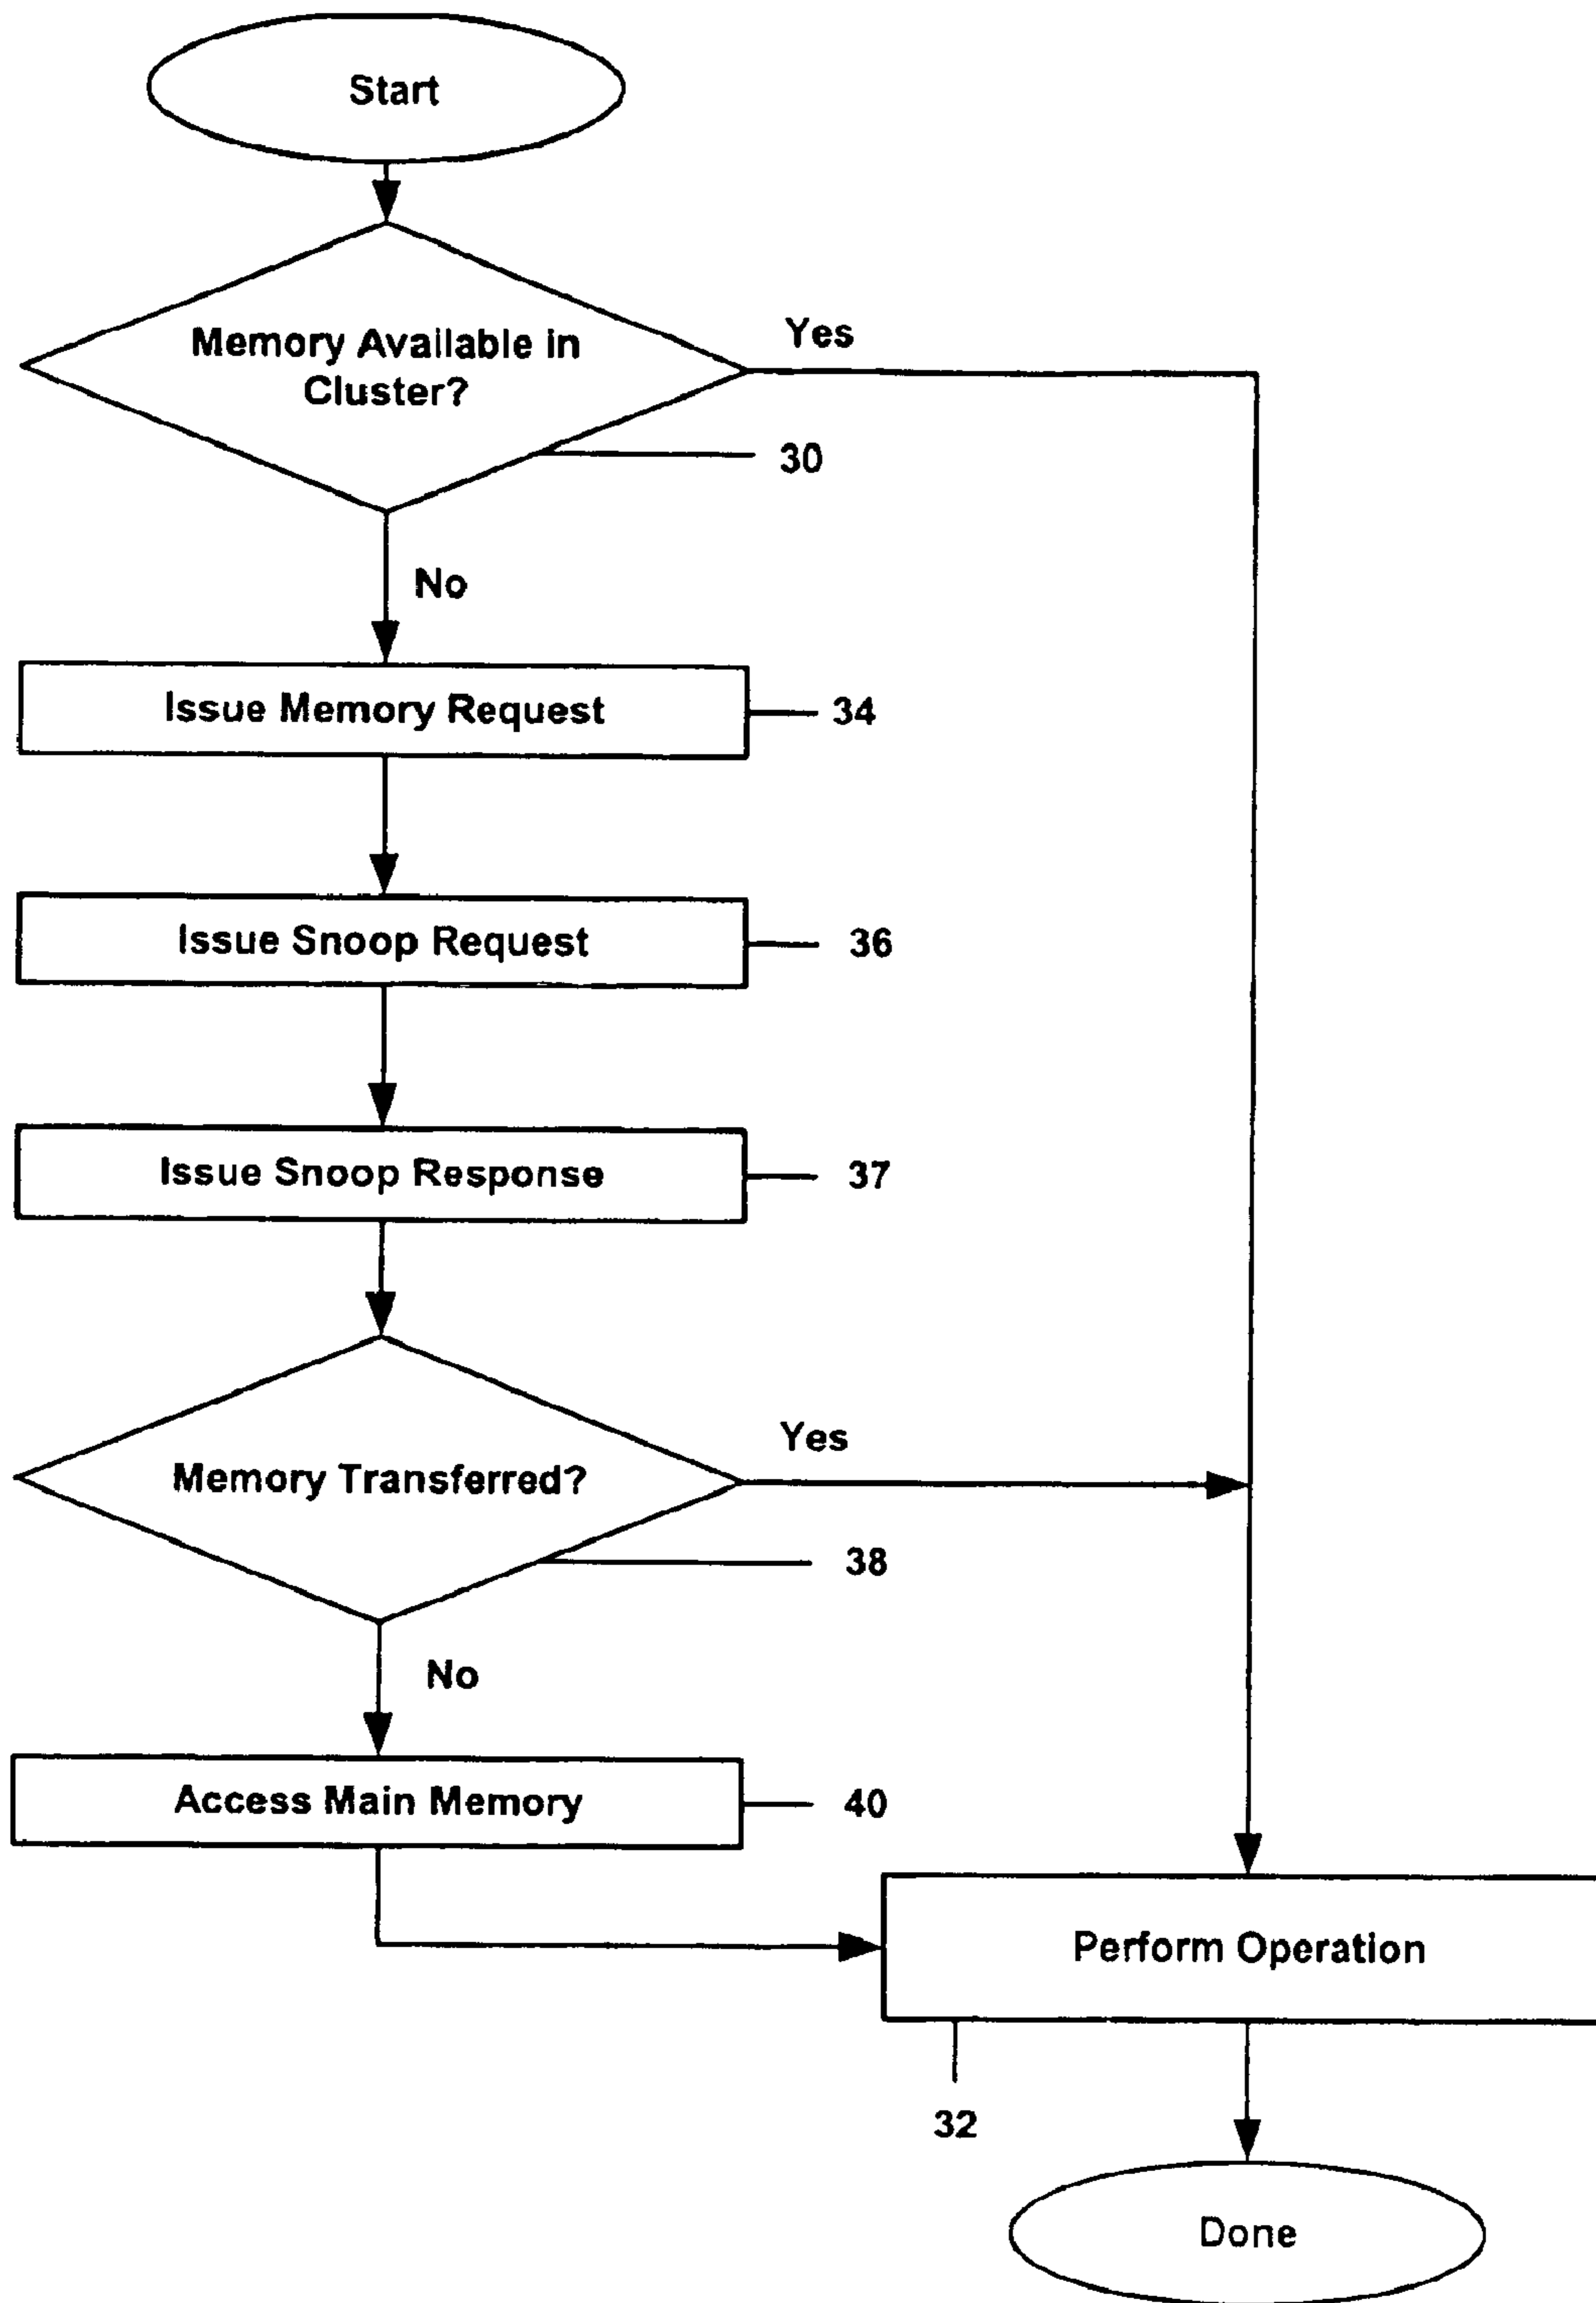 Start
Memory Available in
Cluster?
Yes
30
No
Issue Memory Request
34
Issue Snoop Request
36
Issue Snoop Response
37
Memory Transferred?
Yes
38
No
Access Main Memory
40
Perform Operation
32
Done